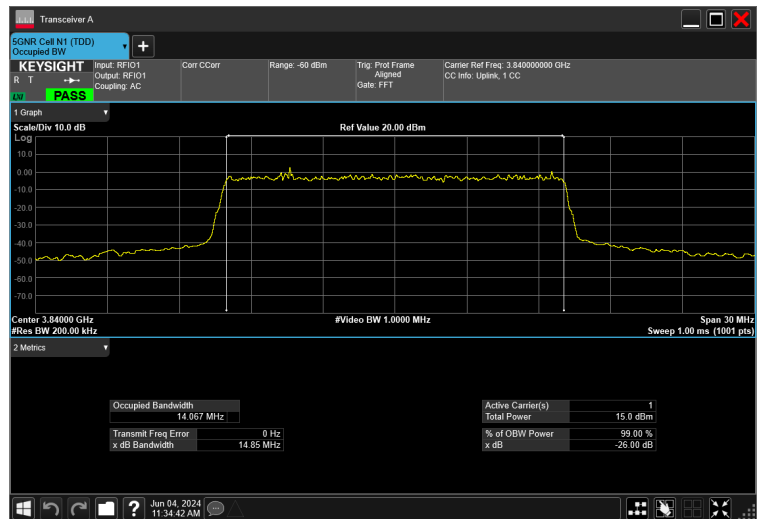 Transceiver A
5GNR Cell N1 (TDD)
Occupied BW
KEYSIGHT
R T
LXI
PASS
Input: RFIO1
Output: RFIO1
Coupling: AC
Corr CCorr
Range: -60 dBm
Trig: Prot Frame
Aligned
Gate: FFT
Carrier Ref Freq: 3.840000000 GHz
CC Info: Uplink, 1 CC
1 Graph
Scale/Div 10.0 dB
Ref Value 20.00 dBm
Log
10.0
0.00
-10.0
-20.0
-30.0
-40.0
-50.0
-60.0
-70.0
Center 3.84000 GHz
#Video BW 1.0000 MHz
Span 30 MHz
#Res BW 200.00 kHz
Sweep 1.00 ms (1001 pts)
2 Metrics
Occupied Bandwidth
14.067 MHz
Transmit Freq Error 0 Hz
x dB Bandwidth 14.85 MHz
Active Carrier(s) 1
Total Power 15.0 dBm
% of OBW Power 99.00 %
x dB -26.00 dB
?
Jun 04, 2024
11:34:42 AM